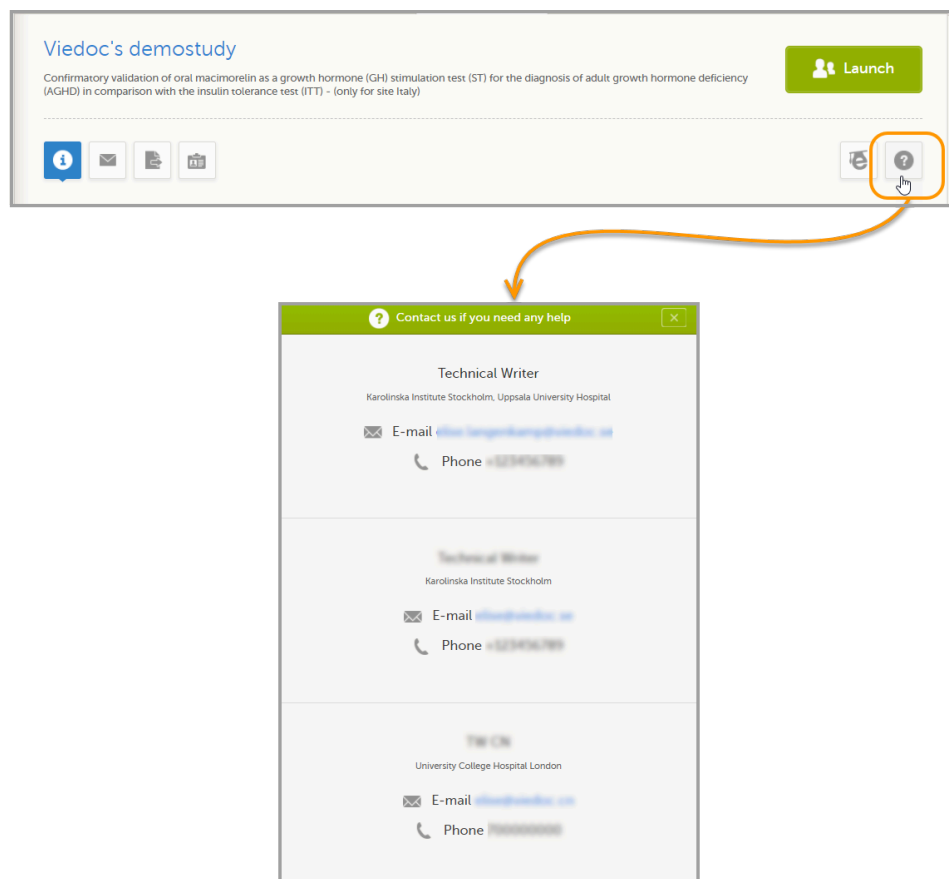 Viedoc's demostudy
Confirmatory validation of oral macimorelin as a growth hormone (GH) stimulation test (ST) for the diagnosis of adult growth hormone deficiency
(AGHD) in comparison with the insulin tolerance test (ITT) - (only for site Italy)
Launch
Contact us if you need any help
Technical Writer
Karolinska Institute Stockholm, Uppsala University Hospital
E-mail
Phone
Karolinska Institute Stockholm
E-mail
Phone
University College Hospital London
E-mail
Phone